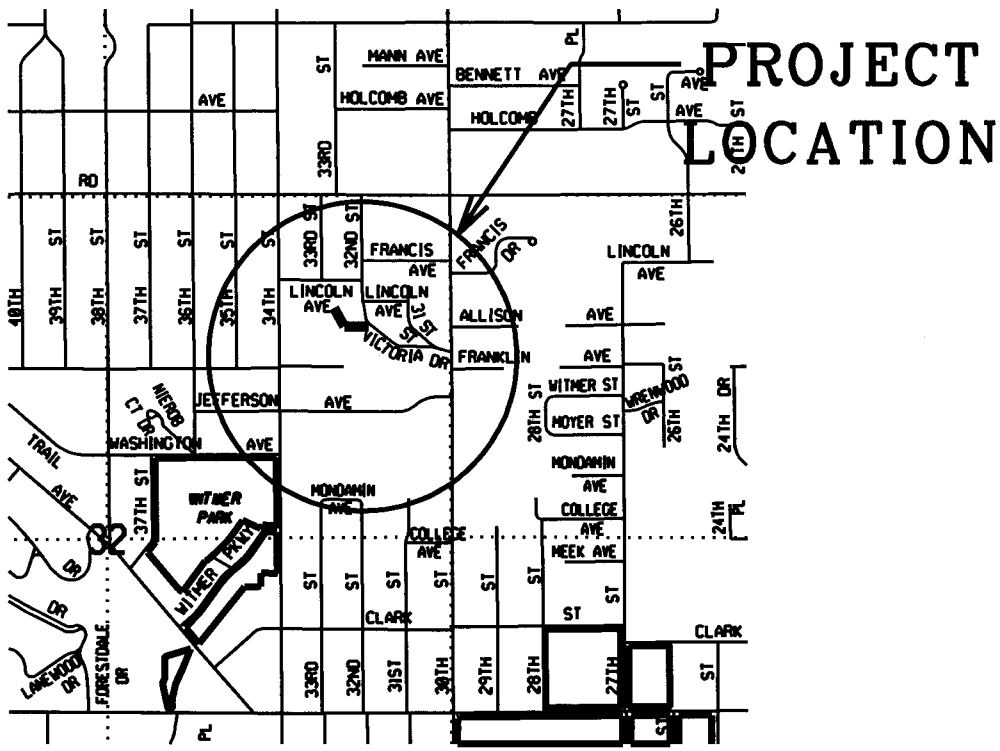 PROJECT
LOCATION
MANN AVE
BENNETT AVE
HOLCOMB AVE
HOLCOMB
AVE
AVE
AVE
PL
27TH
27TH
ST
ST
ST
26TH
ST
33RD
RD
40TH
39TH ST
38TH ST
37TH ST
36TH ST
35TH ST
34TH ST
33RD ST
32ND ST
FRANCIS
AVE
FRANCIS
DR
LINCOLN
AVE
LINCOLN
AVE
31 ST
ST
VICTORIA DR
LINCOLN
AVE
ALLISON
AVE
FRANKLIN
AVE
WITMER ST
MOYER ST
28TH ST
WRENWOOD
DR
ST
26TH
24TH DR
24TH PL
NIEROB
CT DR
JEFFERSON
AVE
WASHINGTON
AVE
TRAIL
AVE
37TH ST
WITMER
PARK
WITMER PKWY
MONDAMIN
AVE
COLLEGE
AVE
MONDAMIN
AVE
COLLEGE
AVE
MEEK AVE
32
DR
DR
LAKEWOOD
DR
FORESTDALE
DR
PL
CLARK
ST
CLARK
33RD ST
32ND ST
31ST ST
30TH ST
29TH ST
28TH ST
27TH ST
ST
ST